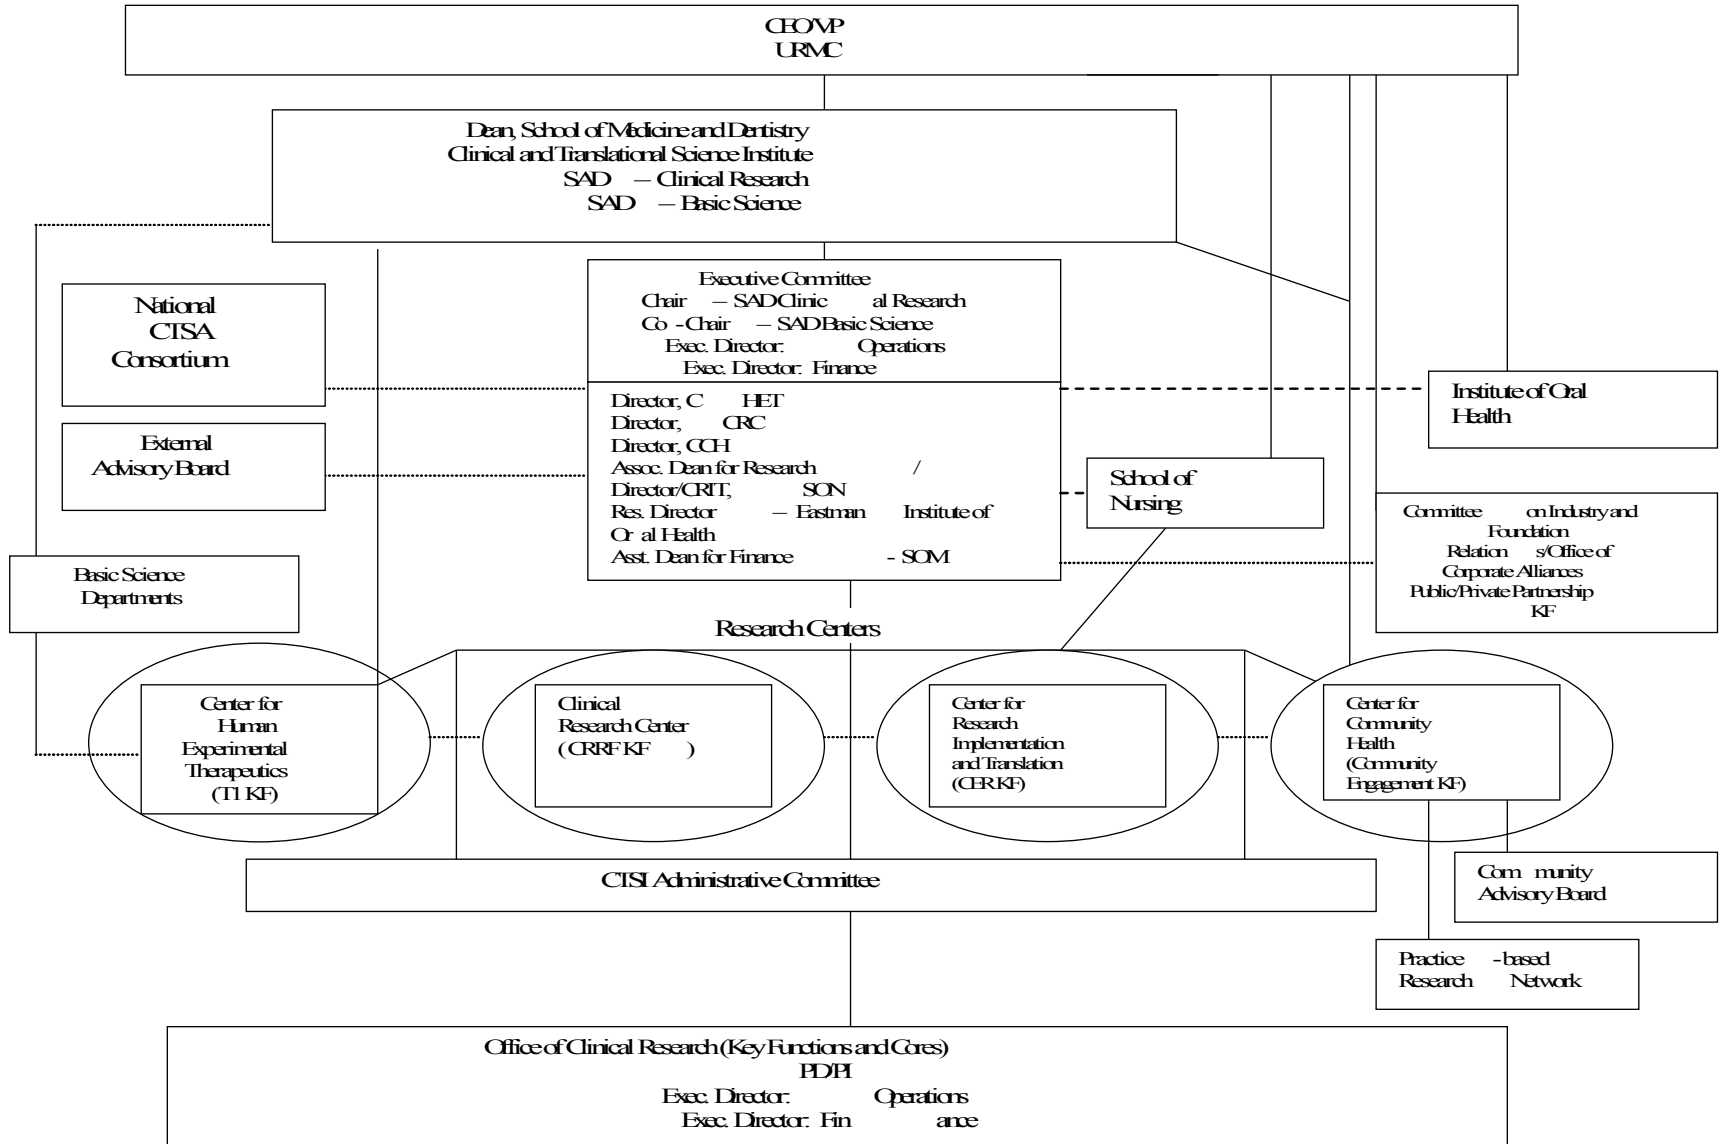 CEO/VP
URMC
Dean, School of Medicine and Dentistry
Clinical and Translational Science Institute
SAD – Clinical Research
SAD – Basic Science
Executive Committee
Chair – SAD Clinic al Research
Co -Chair – SAD Basic Science
Exec. Director: Operations
Exec. Director: Finance
National
CTSA
Consortium
Director, C HET
Director, CRC
Director, CCH
Assoc. Dean for Research /
Director/CRIT, SON
Res. Director – Eastman Institute of
Or al Health
Asst. Dean for Finance - SOM
Institute of Oral
Health
External
Advisory Board
School of
Nursing
Committee on Industry and
Foundation
Relation s/Office of
Corporate Alliances
Public/Private Partnership
KF
Basic Science
Departments
Research Centers
Center for
Human
Experimental
Therapeutics
(T1 KF)
Clinical
Research Center
(CRRF KF )
Center for
Research
Implementation
and Translation
(CER KF)
Center for
Community
Health
(Community
Engagement KF)
CTSI Administrative Committee
Com munity
Advisory Board
Practice -based
Research Network
Office of Clinical Research (Key Functions and Cores)
PD/PI
Exec. Director: Operations
Exec. Director: Fin ance